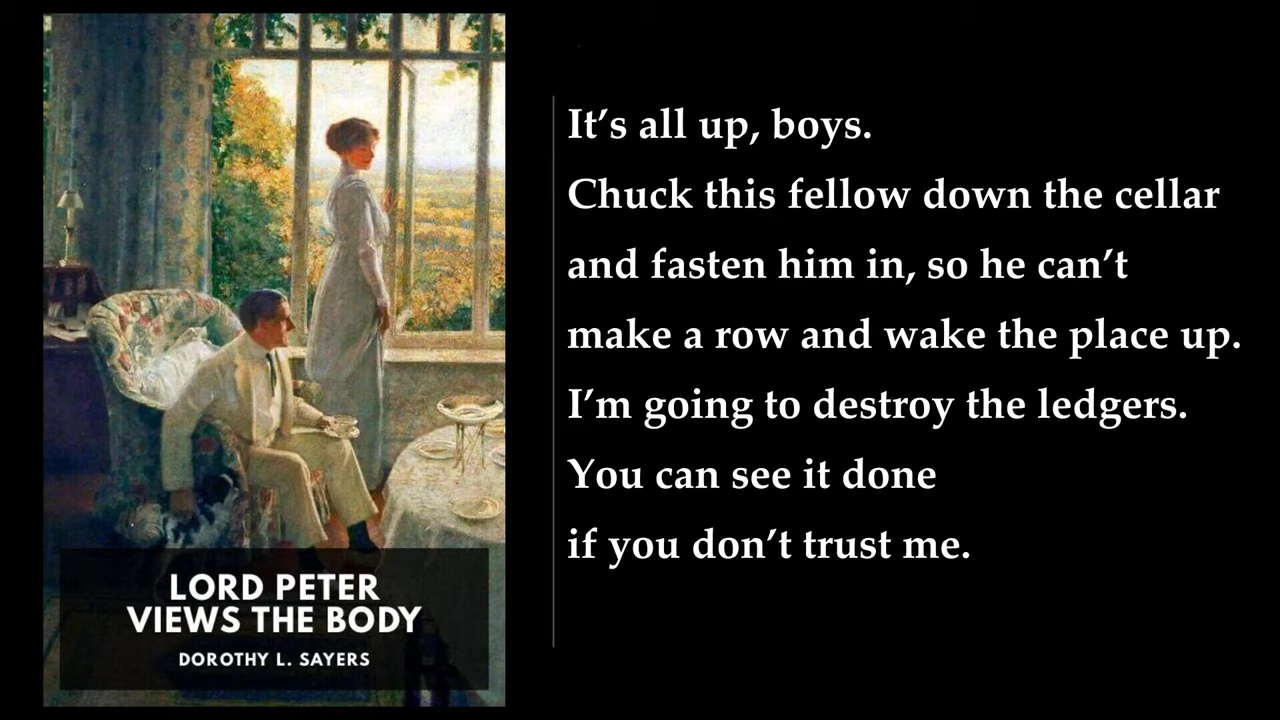 It’s all up, boys.
Chuck this fellow down the cellar
and fasten him in, so he can’t
make a row and wake the place up.
I’m going to destroy the ledgers.
You can see it done
if you don’t trust me.
LORD PETER
VIEWS THE BODY
DOROTHY L. SAYERS